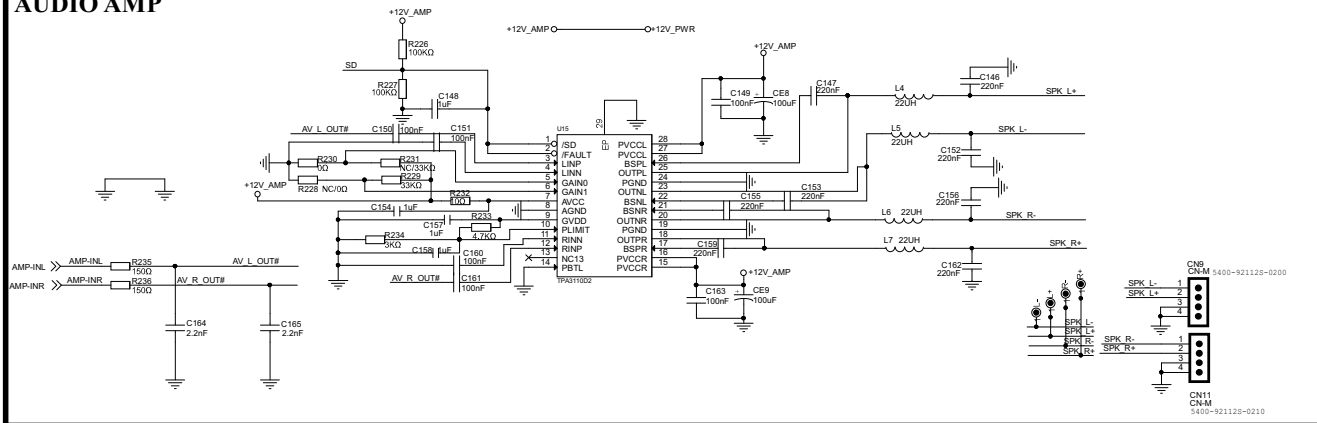 AUDIO AMP
+12V_AMP
+12V_AMP
+12V_PWR
R226
100KΩ
SD
R227
100KΩ
C148
1uF
+12V_AMP
C149
100nF
+
CE8
100uF
C147
220nF
L4
22UH
C146
220nF
SPK_L+
L5
22UH
SPK_L-
C152
220nF
AV_L_OUT#
C150
100nF
C151
100nF
R230
0Ω
R231
NC/33KΩ
R228 NC/0Ω
R229
33KΩ
+12V_AMP
R232
10Ω
C154
1uF
C157
1uF
R233
4.7KΩ
R234
3KΩ
C158
1uF
C160
100nF
AV_R_OUT#
C161
100nF
U15
29
EP
1 /SD
2 /FAULT
3 LINP
4 LINN
5 GAIN0
6 GAIN1
7 AVCC
8 AGND
9 GVDD
10 PLIMIT
11 RINN
12 RINP
13 NC13
14 PBTL
PVCCL 28
PVCCL 27
BSPL 26
OUTPL 25
PGND 24
OUTNL 23
BSNL 22
BSNR 21
OUTNR 20
PGND 19
OUTPR 18
BSPR 17
PVCCR 16
PVCCR 15
TPA3110D2
C155
220nF
C153
220nF
C156
220nF
L6 22UH
SPK_R-
C159
220nF
L7 22UH
SPK_R+
C162
220nF
+12V_AMP
C163
100nF
+
CE9
100uF
AMP-INL
AMP-INL
R235
150Ω
AV_L_OUT#
AMP-INR
AMP-INR
R236
150Ω
AV_R_OUT#
C164
2.2nF
C165
2.2nF
L-
L+
R-
R+
SPK_L-
SPK_L+
SPK_R-
SPK_R+
CN9
CN-M
5400-92112S-0200
SPK_L-
SPK_L+
1
2
3
4
SPK_R-
SPK_R+
1
2
3
4
CN11
CN-M
5400-92112S-0210